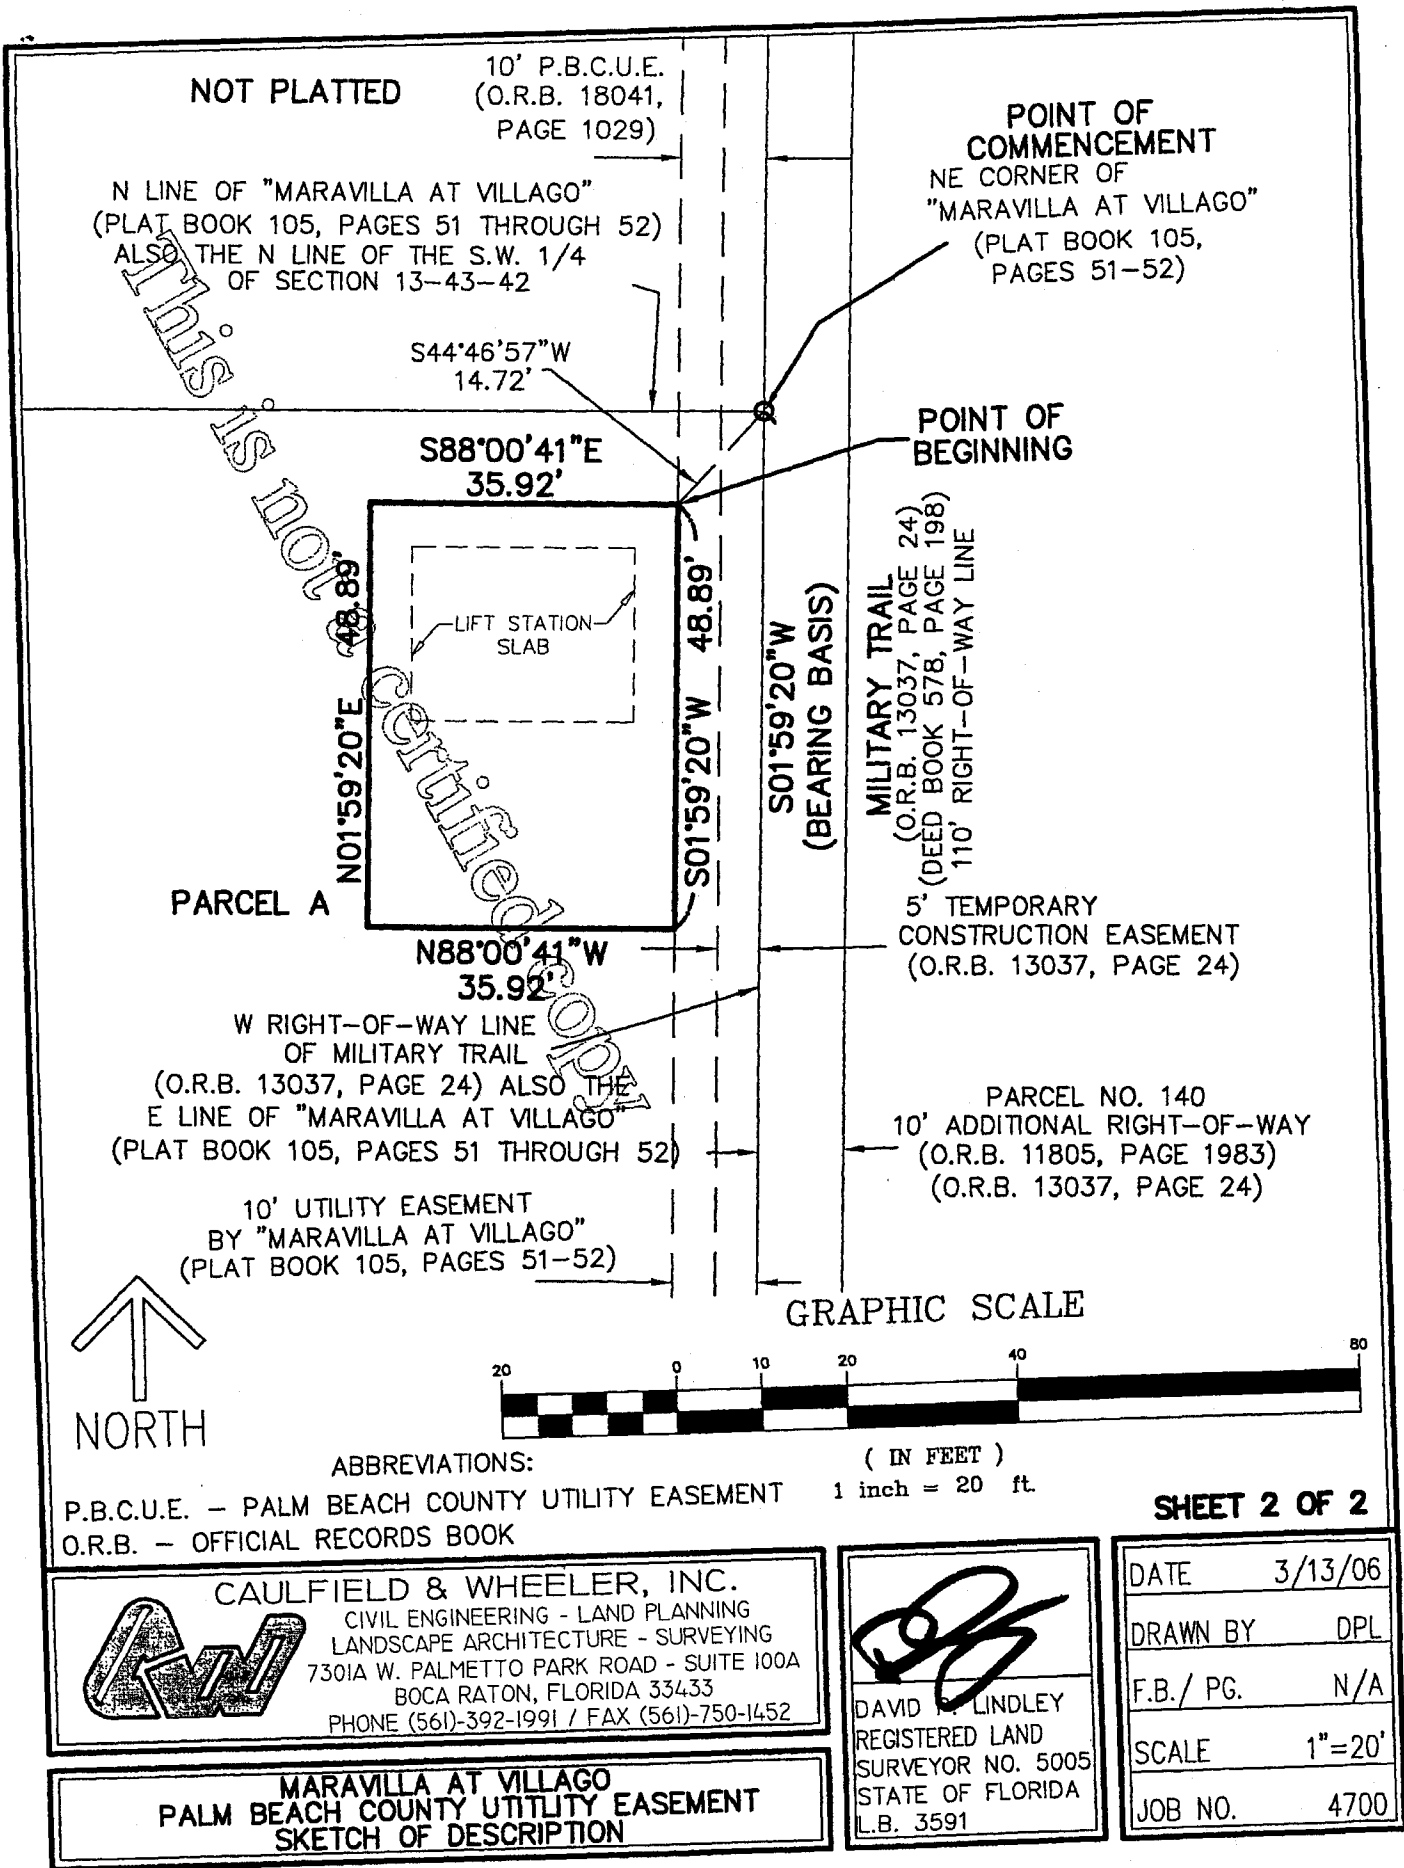 NOT PLATTED
10' P.B.C.U.E.
(O.R.B. 18041,
PAGE 1029)
POINT OF
COMMENCEMENT
NE CORNER OF
"MARAVILLA AT VILLAGO"
(PLAT BOOK 105,
PAGES 51-52)
N LINE OF "MARAVILLA AT VILLAGO"
(PLAT BOOK 105, PAGES 51 THROUGH 52)
ALSO THE N LINE OF THE S.W. 1/4
OF SECTION 13-43-42
This is not a certified copy
S44°46'57"W
14.72'
POINT OF
BEGINNING
S88°00'41"E
35.92'
N01°59'20"E 48.89'
LIFT STATION
SLAB
S01°59'20"W 48.89'
S01°59'20"W
(BEARING BASIS)
MILITARY TRAIL
(O.R.B. 13037, PAGE 24)
(DEED BOOK 578, PAGE 198)
110' RIGHT-OF-WAY LINE
PARCEL A
N88°00'41"W
35.92'
5' TEMPORARY
CONSTRUCTION EASEMENT
(O.R.B. 13037, PAGE 24)
W RIGHT-OF-WAY LINE
OF MILITARY TRAIL
(O.R.B. 13037, PAGE 24) ALSO THE
E LINE OF "MARAVILLA AT VILLAGO"
(PLAT BOOK 105, PAGES 51 THROUGH 52)
PARCEL NO. 140
10' ADDITIONAL RIGHT-OF-WAY
(O.R.B. 11805, PAGE 1983)
(O.R.B. 13037, PAGE 24)
10' UTILITY EASEMENT
BY "MARAVILLA AT VILLAGO"
(PLAT BOOK 105, PAGES 51-52)
NORTH
GRAPHIC SCALE
20 0 10 20 40 80
( IN FEET )
1 inch = 20 ft.
ABBREVIATIONS:
P.B.C.U.E. - PALM BEACH COUNTY UTILITY EASEMENT
O.R.B. - OFFICIAL RECORDS BOOK
SHEET 2 OF 2
CAULFIELD & WHEELER, INC.
CIVIL ENGINEERING - LAND PLANNING
LANDSCAPE ARCHITECTURE - SURVEYING
7301A W. PALMETTO PARK ROAD - SUITE 100A
BOCA RATON, FLORIDA 33433
PHONE (561)-392-1991 / FAX (561)-750-1452
MARAVILLA AT VILLAGO
PALM BEACH COUNTY UTITLITY EASEMENT
SKETCH OF DESCRIPTION
DAVID LINDLEY
REGISTERED LAND
SURVEYOR NO. 5005
STATE OF FLORIDA
L.B. 3591
DATE 3/13/06
DRAWN BY DPL
F.B./ PG. N/A
SCALE 1"=20'
JOB NO. 4700